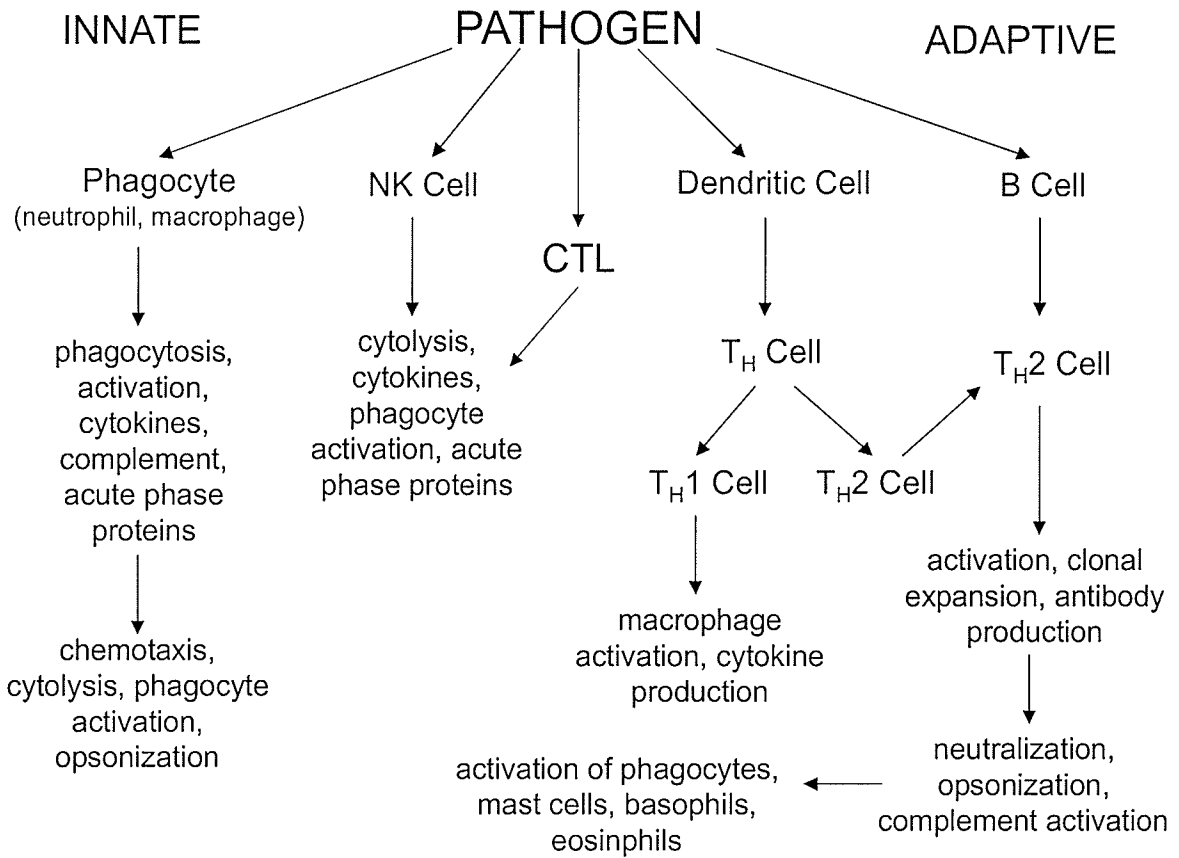 INNATE
PATHOGEN
ADAPTIVE
Phagocyte
(neutrophil, macrophage)
NK Cell
CTL
Dendritic Cell
B Cell
phagocytosis,
activation,
cytokines,
complement,
acute phase
proteins
cytolysis,
cytokines,
phagocyte
activation, acute
phase proteins
TH Cell
TH2 Cell
TH1 Cell
TH2 Cell
chemotaxis,
cytolysis, phagocyte
activation,
opsonization
macrophage
activation, cytokine
production
activation, clonal
expansion, antibody
production
neutralization,
opsonization,
complement activation
activation of phagocytes,
mast cells, basophils,
eosinphils